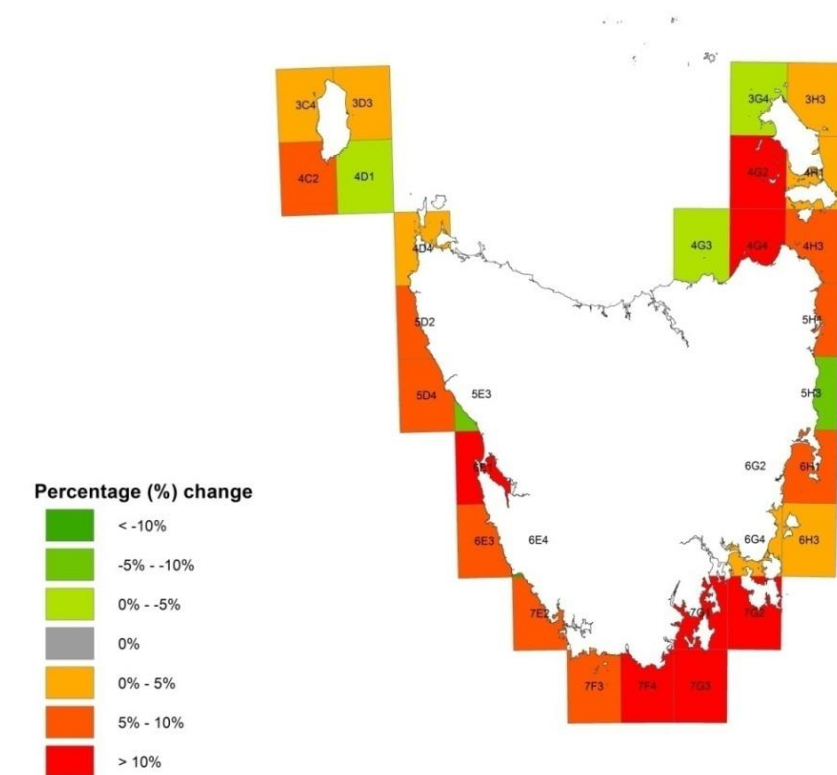 3C4 3D3 3G4 3H3
4C2 4D1 4G2 4H1
4D4 4G3 4G4 4H3
5D2 5H4
5D4 5E3 5H3
6E1 6G2 6H1
Percentage (%) change
< -10%
6E3 6E4 6G4 6H3
-5% - -10%
0% - -5%
7E2 7G1 7G2
0%
0% - 5%
7F3 7F4 7G3
5% - 10%
> 10%